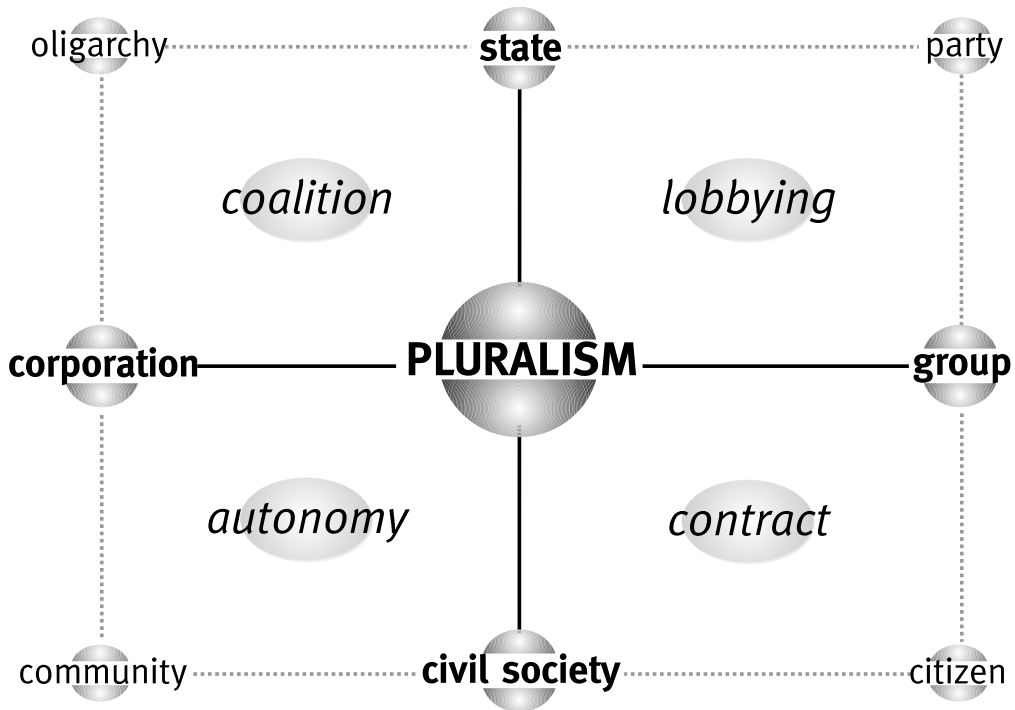 oligarchy
state
party
coalition
lobbying
corporation
PLURALISM
group
autonomy
contract
community
civil society
citizen